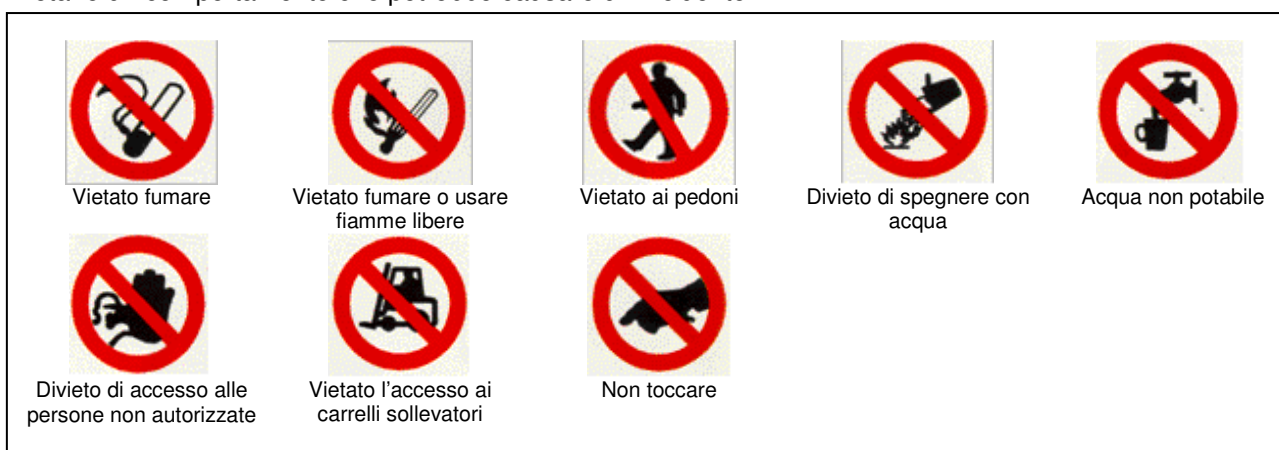 Vietato fumare
Vietato fumare o usare
fiamme libere
Vietato ai pedoni
Divieto di spegnere con
acqua
Acqua non potabile
Divieto di accesso alle
persone non autorizzate
Vietato l'accesso ai
carrelli sollevatori
Non toccare